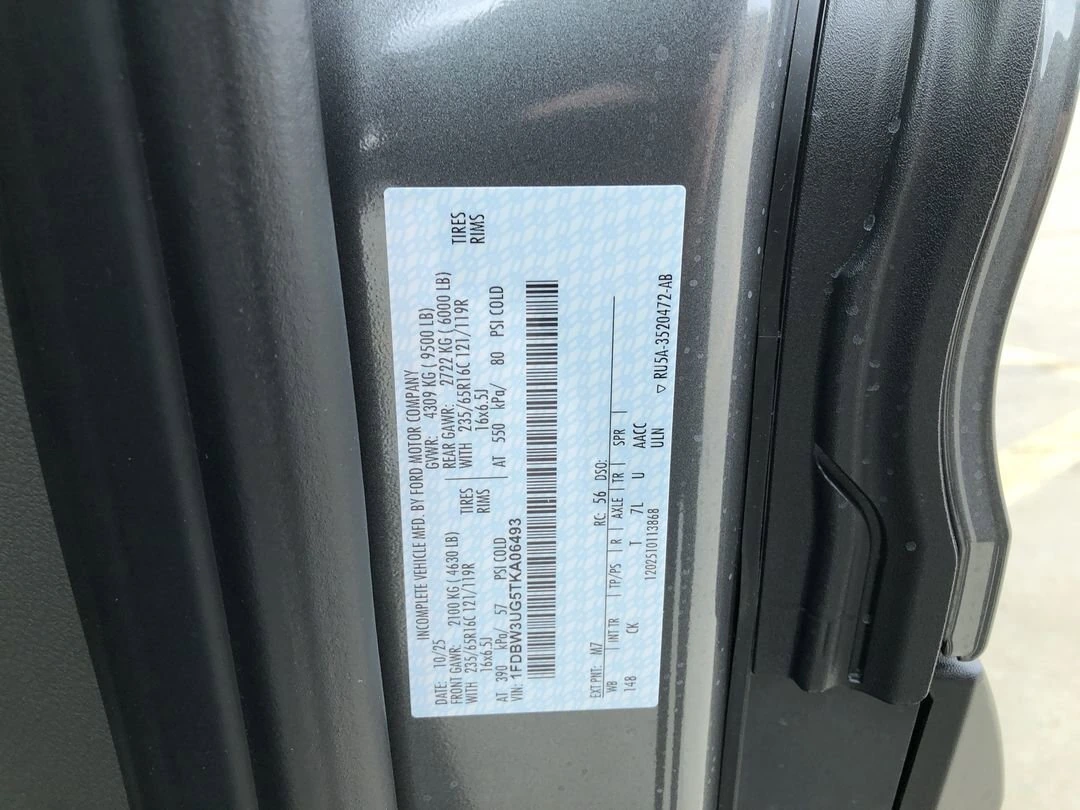 INCOMPLETE VEHICLE MFD. BY FORD MOTOR COMPANY
DATE: 10/25 GVWR: 4309 KG ( 9500 LB)
FRONT GAWR: 2100 KG ( 4630 LB) REAR GAWR: 2722 KG ( 6000 LB)
WITH 235/65R16C 121/119R TIRES WITH 235/65R16C 121/119R TIRES
16x6.5J RIMS 16x6.5J RIMS
AT 390 kPa/ 57 PSI COLD AT 550 kPa/ 80 PSI COLD
VIN: 1FDBW3UG5TKA06493
EXT PNT: M7 RC: 56 DSO:
WB | INT TR | TP/PS | R | AXLE | TR | SPR |
148 CK T 7L U AACC
1202510113868 ULN
▽ RU5A-3520472-AB